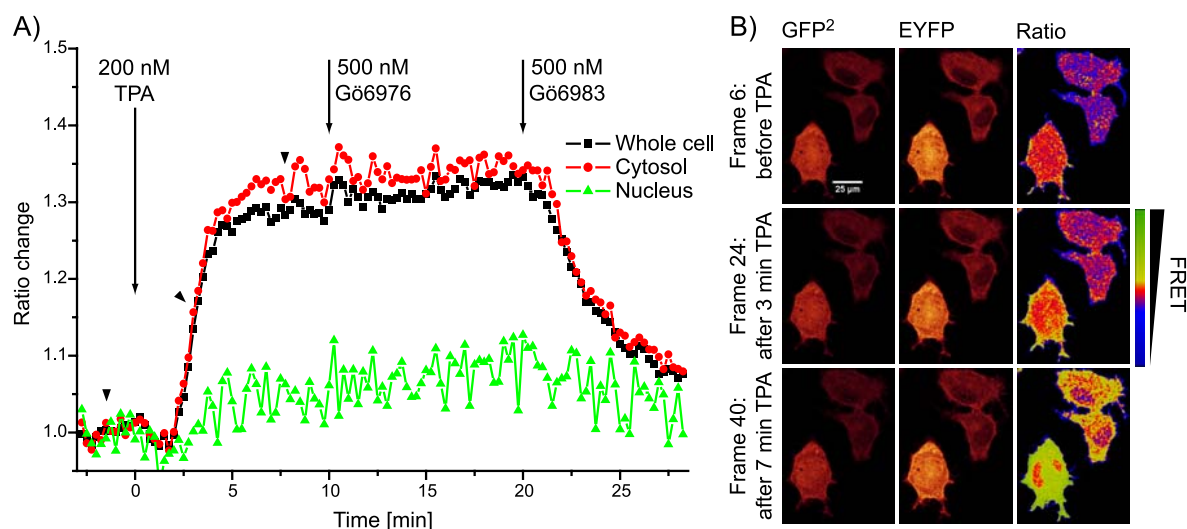 A)
200 nM
TPA
500 nM
Gö6976
500 nM
Gö6983
Whole cell
Cytosol
Nucleus
Ratio change
1.5
1.4
1.3
1.2
1.1
1.0
0 5 10 15 20 25
Time [min]
B)
GFP² EYFP Ratio
Frame 6:
before TPA
25 µm
Frame 24:
after 3 min TPA
Frame 40:
after 7 min TPA
FRET